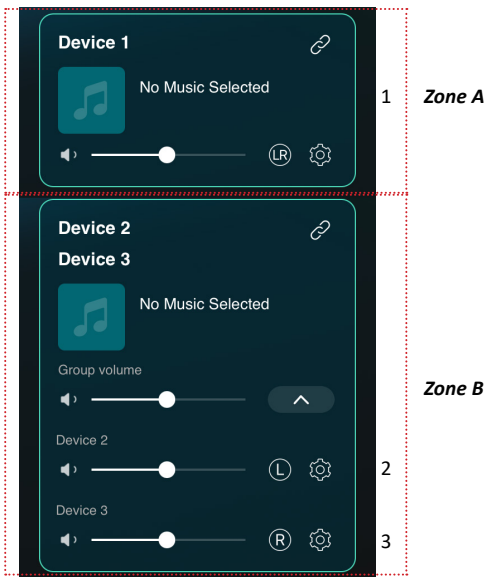 Device 1
No Music Selected
LR
1
Zone A
Device 2
Device 3
No Music Selected
Group volume
Zone B
Device 2
L
2
Device 3
R
3